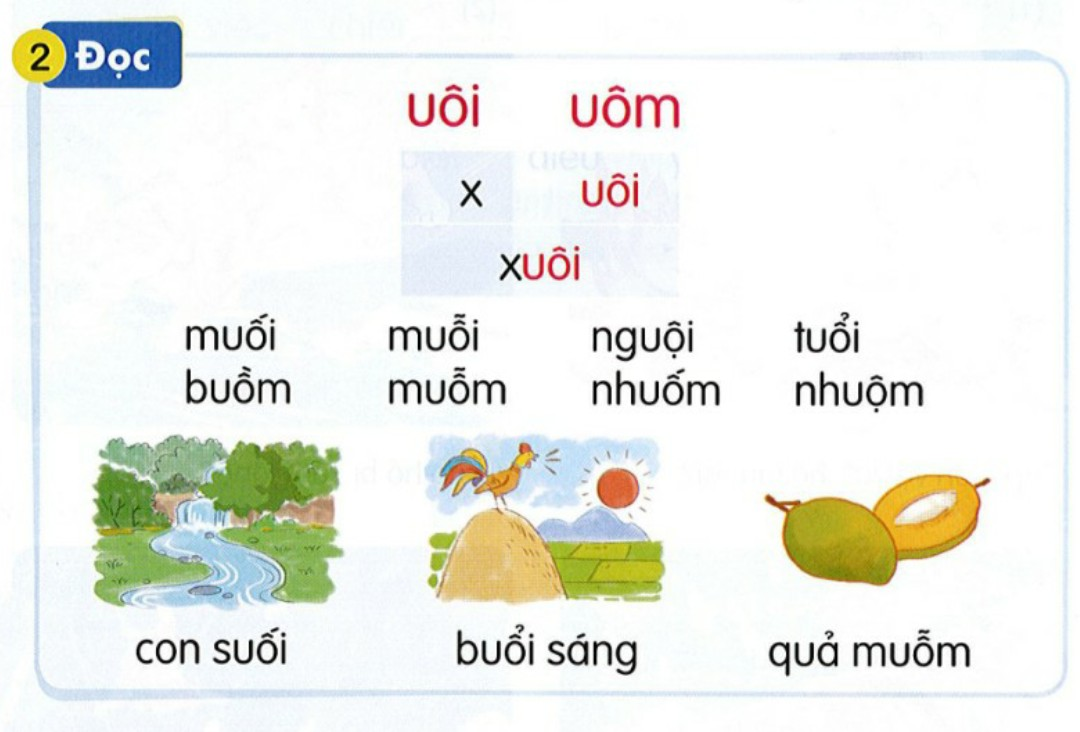 2 Đọc
uôi uôm
x uôi
xuôi
muối muỗi nguội tuổi
buồm muỗm nhuốm nhuộm
con suối buổi sáng quả muỗm